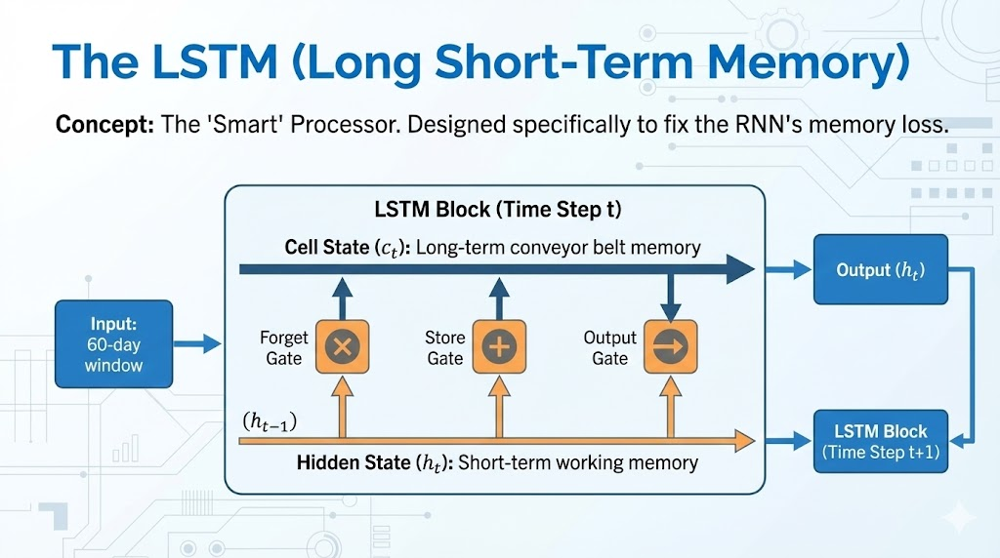 The LSTM (Long Short-Term Memory)
Concept: The 'Smart' Processor. Designed specifically to fix the RNN's memory loss.
LSTM Block (Time Step t)
Cell State (cₜ): Long-term conveyor belt memory
Input:
60-day
window
Forget
Gate
Store
Gate
Output
Gate
(hₜ₋₁)
Hidden State (hₜ): Short-term working memory
Output (hₜ)
LSTM Block
(Time Step t+1)